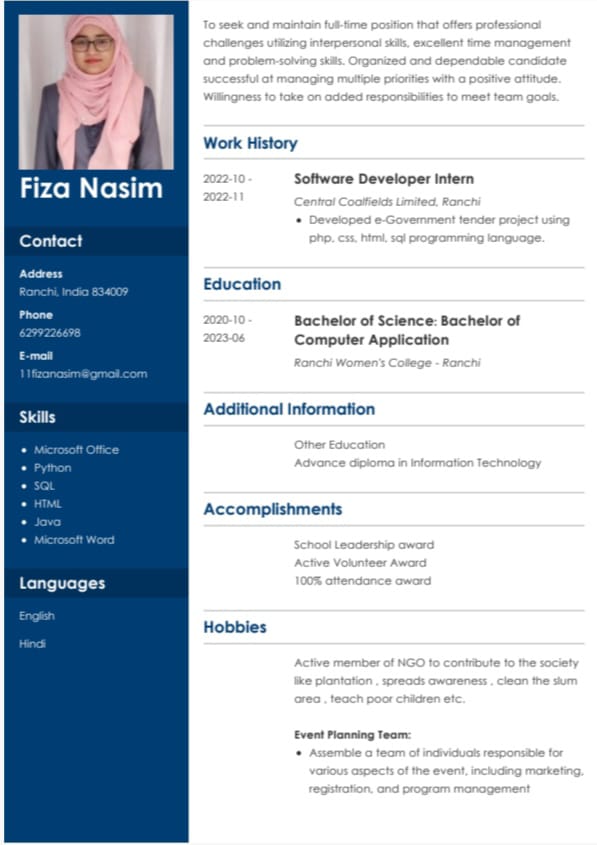 Fiza Nasim
Contact
Address
Ranchi, India 834009
Phone
6299226698
E-mail
11fizanasim@gmail.com
Skills
• Microsoft Office
• Python
• SQL
• HTML
• Java
• Microsoft Word
Languages
English
Hindi
To seek and maintain full-time position that offers professional
challenges utilizing interpersonal skills, excellent time management
and problem-solving skills. Organized and dependable candidate
successful at managing multiple priorities with a positive attitude.
Willingness to take on added responsibilities to meet team goals.
Work History
2022-10 -
2022-11
Software Developer Intern
Central Coalfields Limited, Ranchi
• Developed e-Government tender project using
php, css, html, sql programming language.
Education
2020-10 -
2023-06
Bachelor of Science: Bachelor of
Computer Application
Ranchi Women's College - Ranchi
Additional Information
Other Education
Advance diploma in Information Technology
Accomplishments
School Leadership award
Active Volunteer Award
100% attendance award
Hobbies
Active member of NGO to contribute to the society
like plantation , spreads awareness , clean the slum
area , teach poor children etc.
Event Planning Team:
• Assemble a team of individuals responsible for
various aspects of the event, including marketing,
registration, and program management